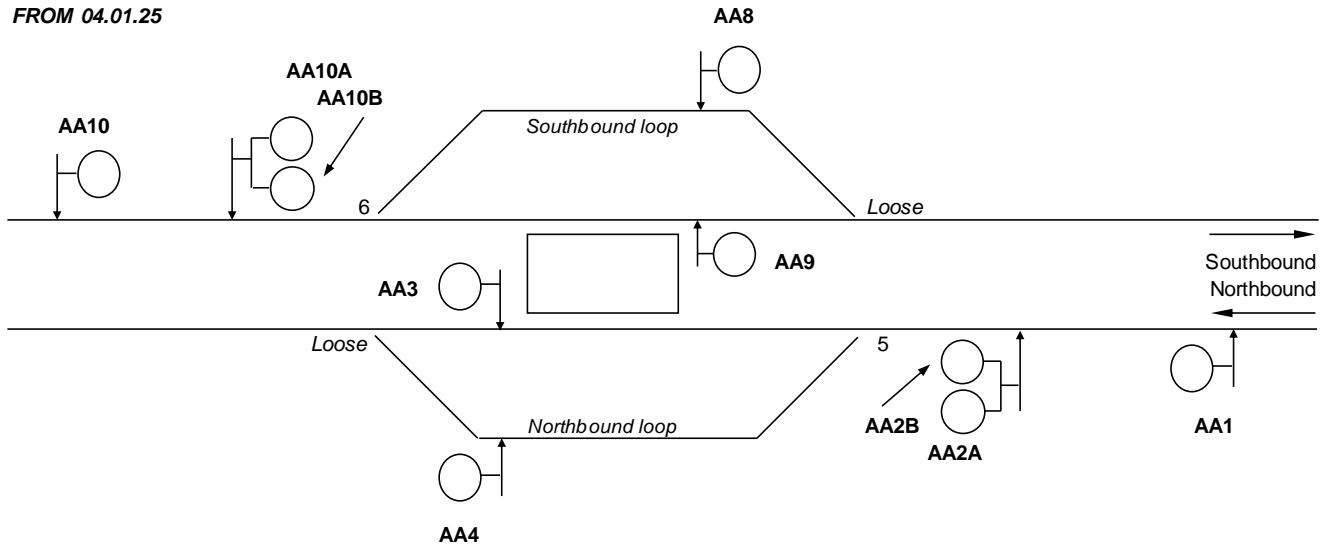 FROM 04.01.25
AA8
AA10A
AA10B
AA10
Southbound loop
6
Loose
AA9
Southbound
Northbound
AA3
Loose
5
Northbound loop
AA2B
AA2A
AA1
AA4